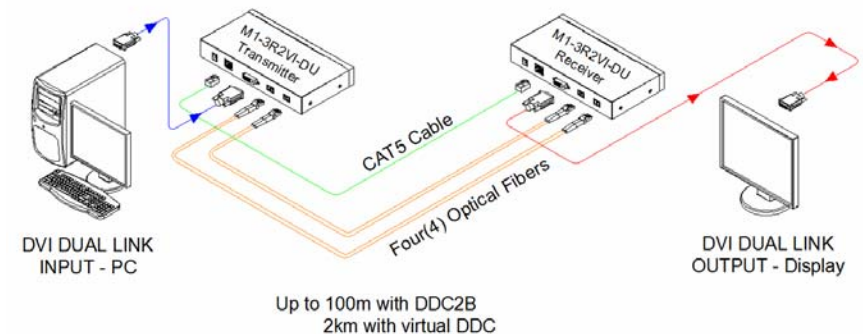 M1-3R2VI-DU
Transmitter
M1-3R2VI-DU
Receiver
CAT5 Cable
Four(4) Optical Fibers
DVI DUAL LINK
INPUT - PC
DVI DUAL LINK
OUTPUT - Display
Up to 100m with DDC2B
2km with virtual DDC